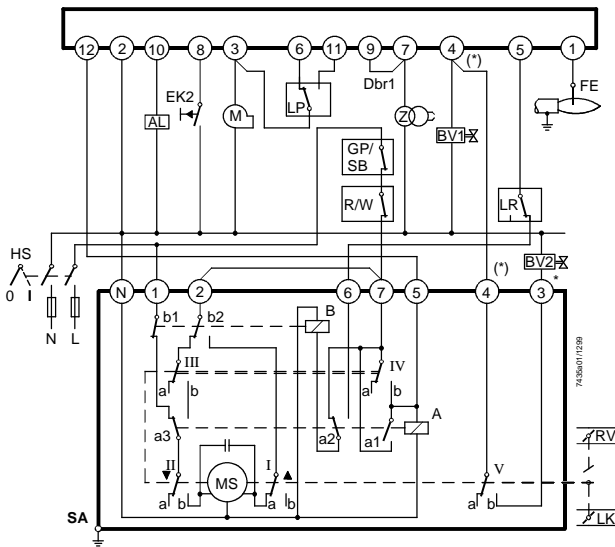 12 2 10 8 3 6 11 9 7 4 (*) 5 1
Dbr1
EK2
FE
AL
M
LP
Z
BV1
GP/
SB
R/W
LR
HS
0 I
BV2
(*) *
N 1 2 6 7 5 4 3
N L
b1 b2 B
III IV
a b a b
a3 a2 a1 A
II I V
MS
a b a b a b
SA
RV
LK
7435a01/1299